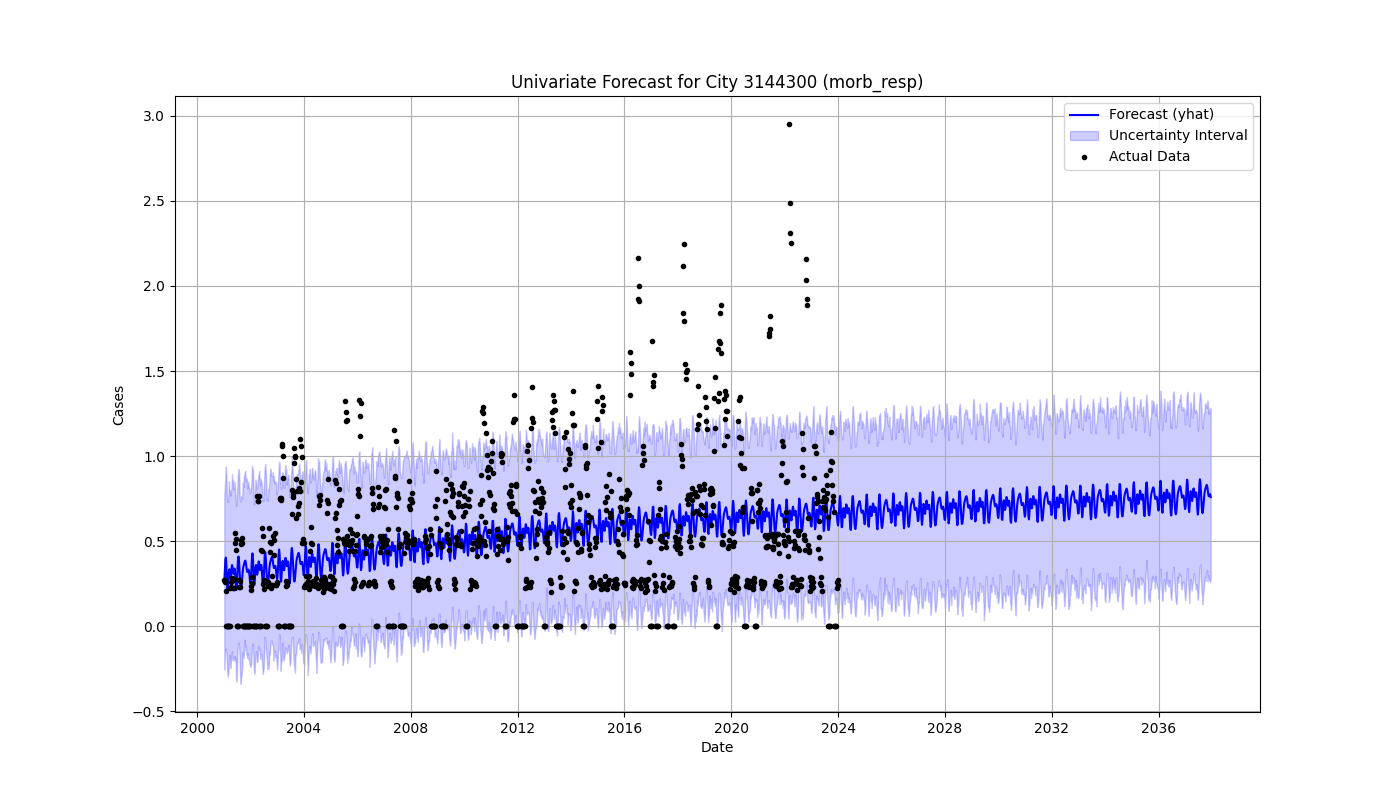 Univariate Forecast for City 3144300 (morb_resp)
Forecast (yhat)
Uncertainty Interval
Actual Data
3.0
2.5
2.0
1.5
1.0
0.5
0.0
−0.5
Cases
2000 2004 2008 2012 2016 2020 2024 2028 2032 2036
Date